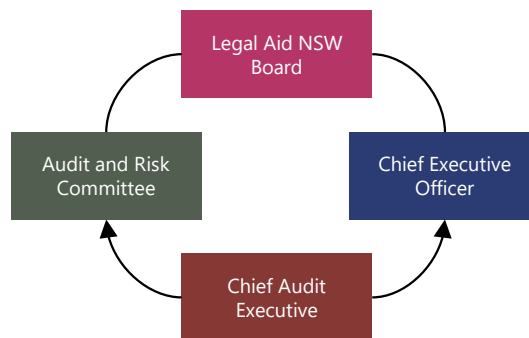 Legal Aid NSW
Board
Audit and Risk
Committee
Chief Executive
Officer
Chief Audit
Executive